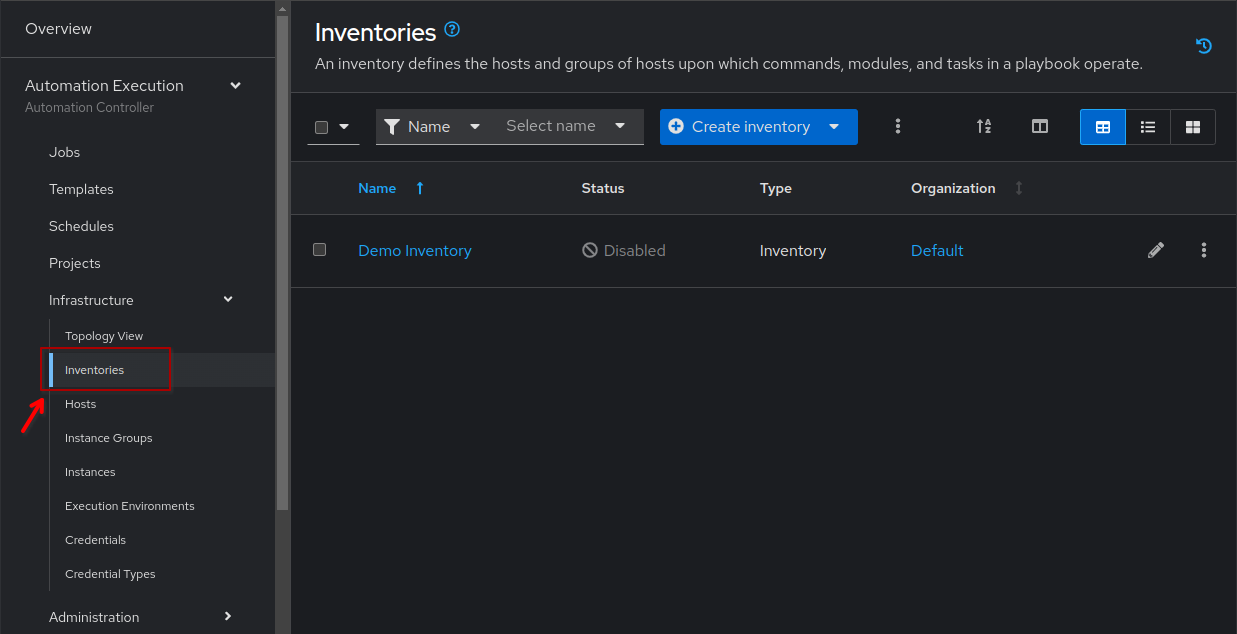 Overview
Automation Execution
Automation Controller
Jobs
Templates
Schedules
Projects
Infrastructure
Topology View
Inventories
Hosts
Instance Groups
Instances
Execution Environments
Credentials
Credential Types
Administration
Inventories
An inventory defines the hosts and groups of hosts upon which commands, modules, and tasks in a playbook operate.
Name Select name Create inventory
Name Status Type Organization
Demo Inventory Disabled Inventory Default